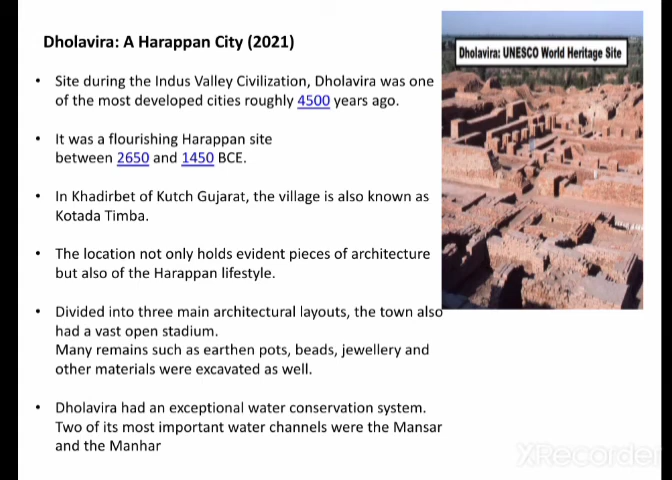 Dholavira: A Harappan City (2021)
Dholavira: UNESCO World Heritage Site
• Site during the Indus Valley Civilization, Dholavira was one
of the most developed cities roughly 4500 years ago.
• It was a flourishing Harappan site
between 2650 and 1450 BCE.
• In Khadirbet of Kutch Gujarat, the village is also known as
Kotada Timba.
• The location not only holds evident pieces of architecture
but also of the Harappan lifestyle.
• Divided into three main architectural layouts, the town also
had a vast open stadium.
Many remains such as earthen pots, beads, jewellery and
other materials were excavated as well.
• Dholavira had an exceptional water conservation system.
Two of its most important water channels were the Mansar
and the Manhar
XRecorder